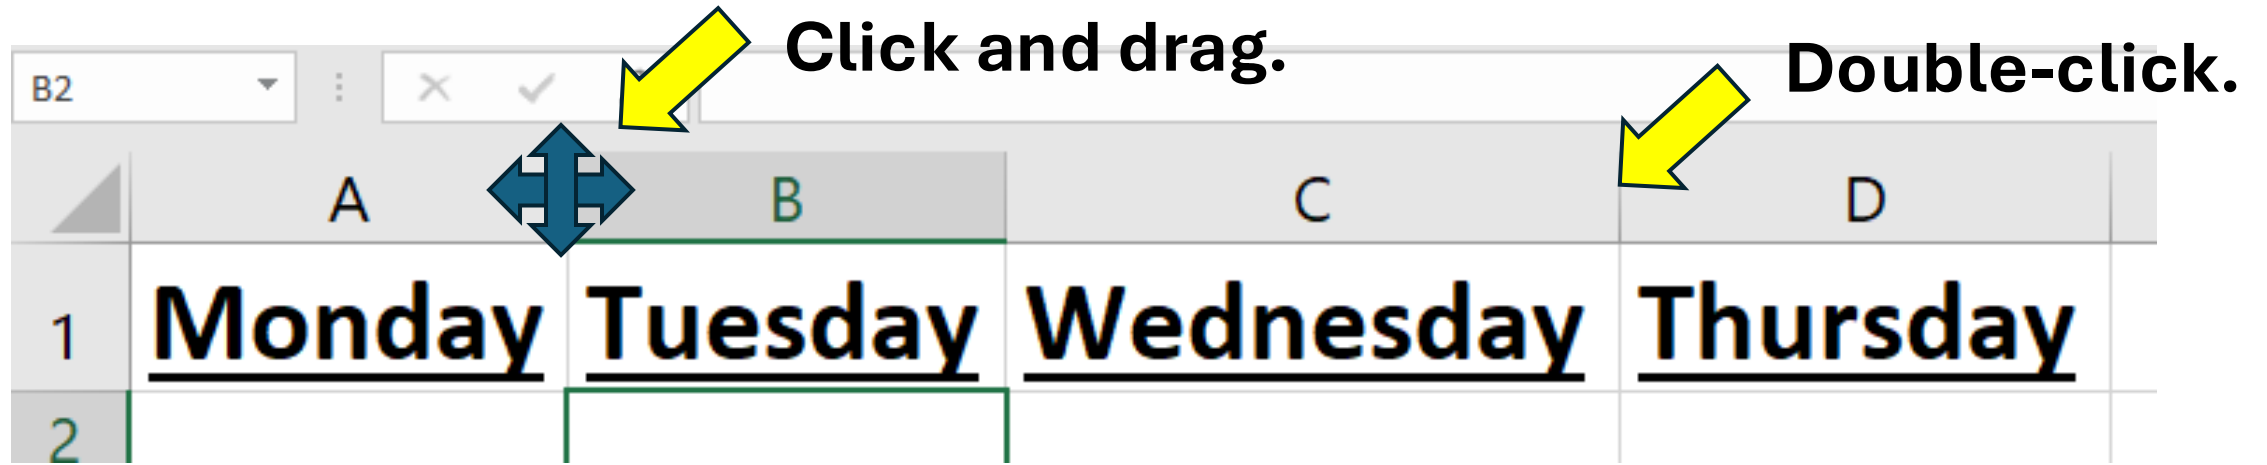 Click and drag.
Double-click.
B2
A B C D
1 Monday Tuesday Wednesday Thursday
2